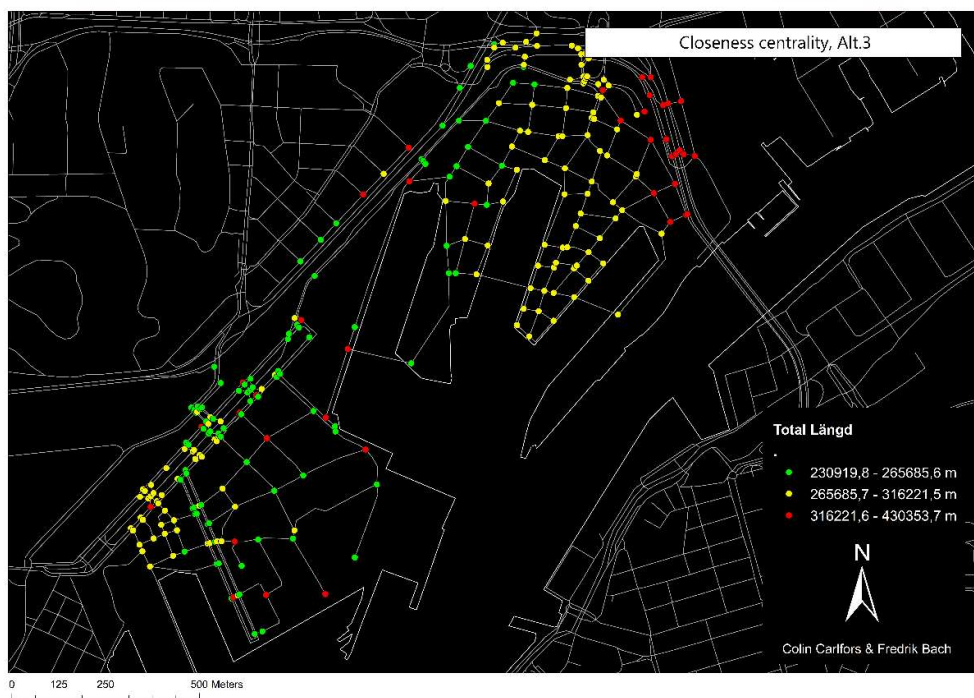 Closeness centrality, Alt.3
Total Längd
230919,8 - 265685,6 m
265685,7 - 316221,5 m
316221,6 - 430353,7 m
N
Colin Carlfors & Fredrik Bach
0 125 250 500 Meters